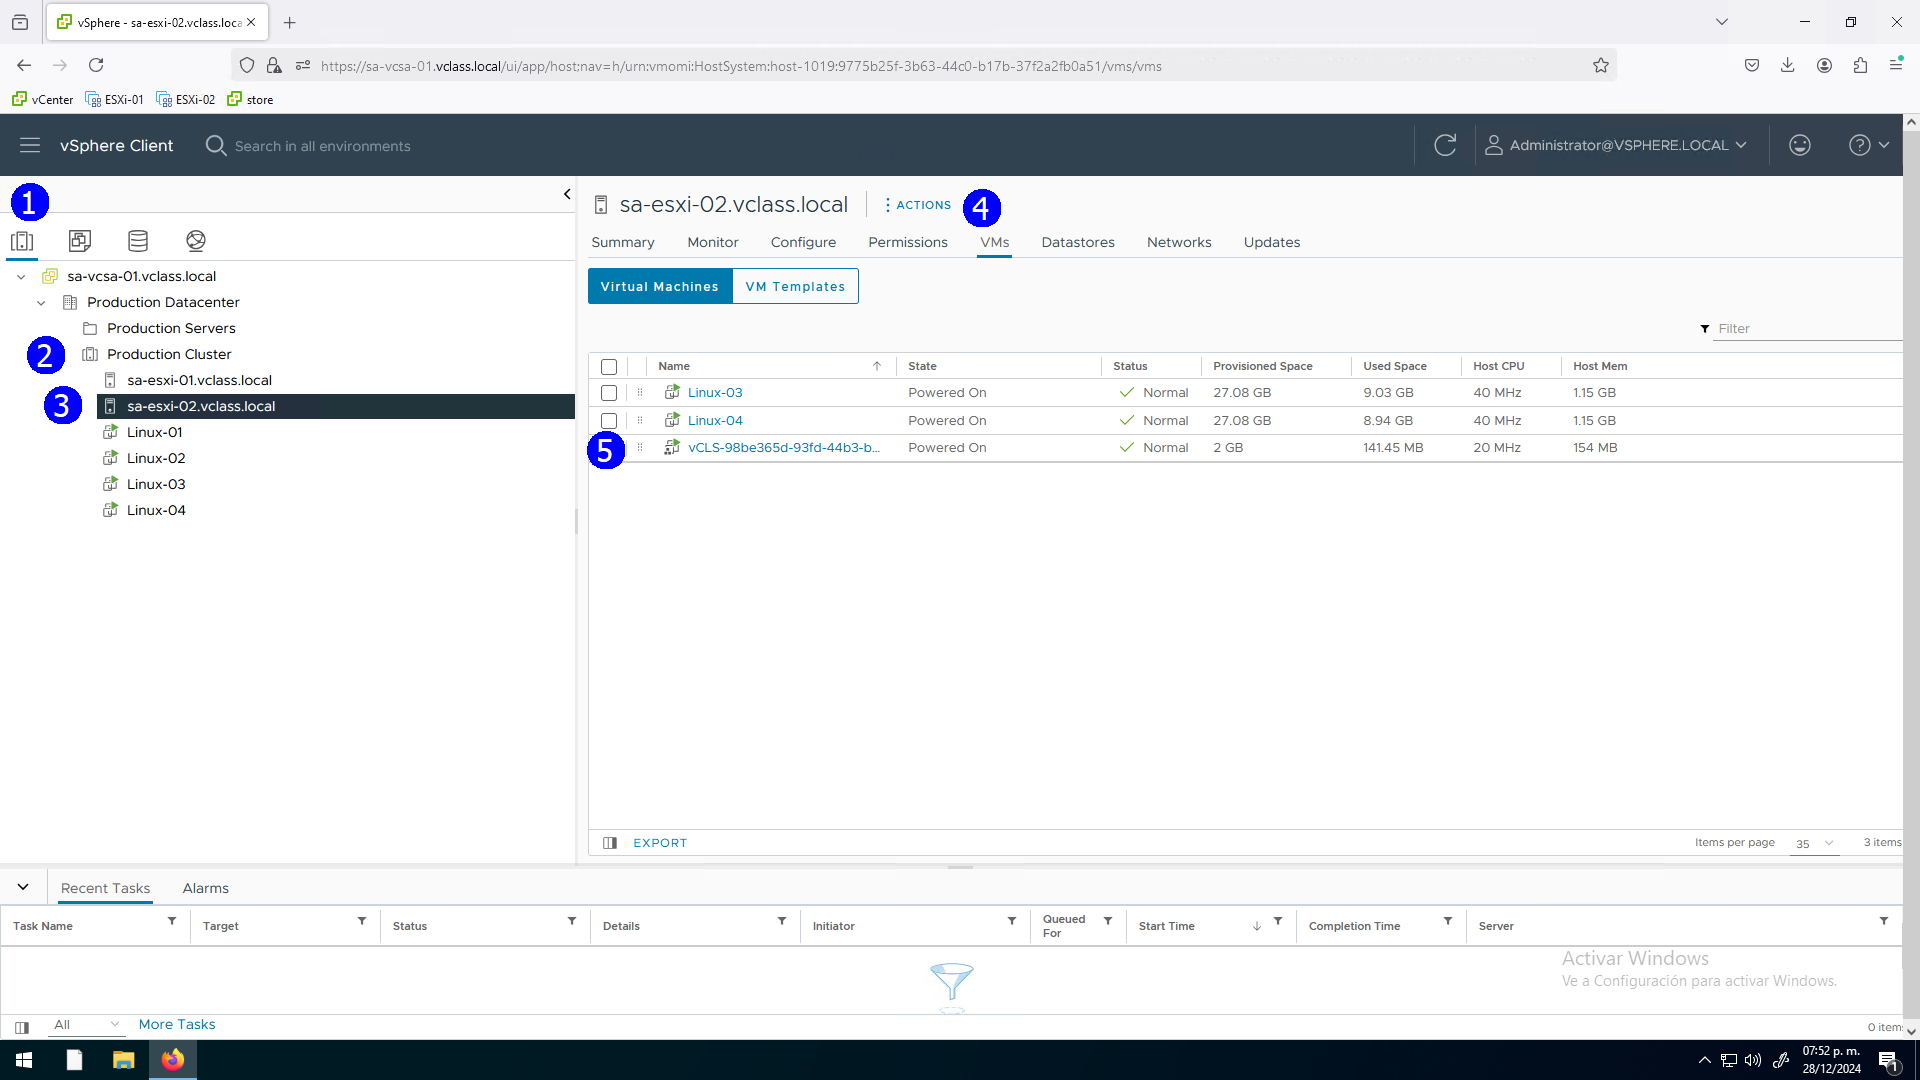 vSphere - sa-esxi-02.vclass.loca
https://sa-vcsa-01.vclass.local/ui/app/host;nav=h/urn:vmomi:HostSystem:host-1019:9775b25f-3b63-44c0-b17b-37f2a2fb0a51/vms/vms
vCenter ESXi-01 ESXi-02 store
vSphere Client Search in all environments Administrator@VSPHERE.LOCAL
1
sa-vcsa-01.vclass.local
Production Datacenter
Production Servers
2 Production Cluster
sa-esxi-01.vclass.local
3 sa-esxi-02.vclass.local
Linux-01
Linux-02
Linux-03
Linux-04
sa-esxi-02.vclass.local ACTIONS 4
Summary Monitor Configure Permissions VMs Datastores Networks Updates
Virtual Machines VM Templates
Filter
Name State Status Provisioned Space Used Space Host CPU Host Mem
Linux-03 Powered On Normal 27.08 GB 9.03 GB 40 MHz 1.15 GB
Linux-04 Powered On Normal 27.08 GB 8.94 GB 40 MHz 1.15 GB
5 vCLS-98be365d-93fd-44b3-b... Powered On Normal 2 GB 141.45 MB 20 MHz 154 MB
EXPORT Items per page 35 3 items
Recent Tasks Alarms
Task Name Target Status Details Initiator Queued For Start Time Completion Time Server
Activar Windows
Ve a Configuración para activar Windows.
All More Tasks 0 items
07:52 p. m.
28/12/2024
1